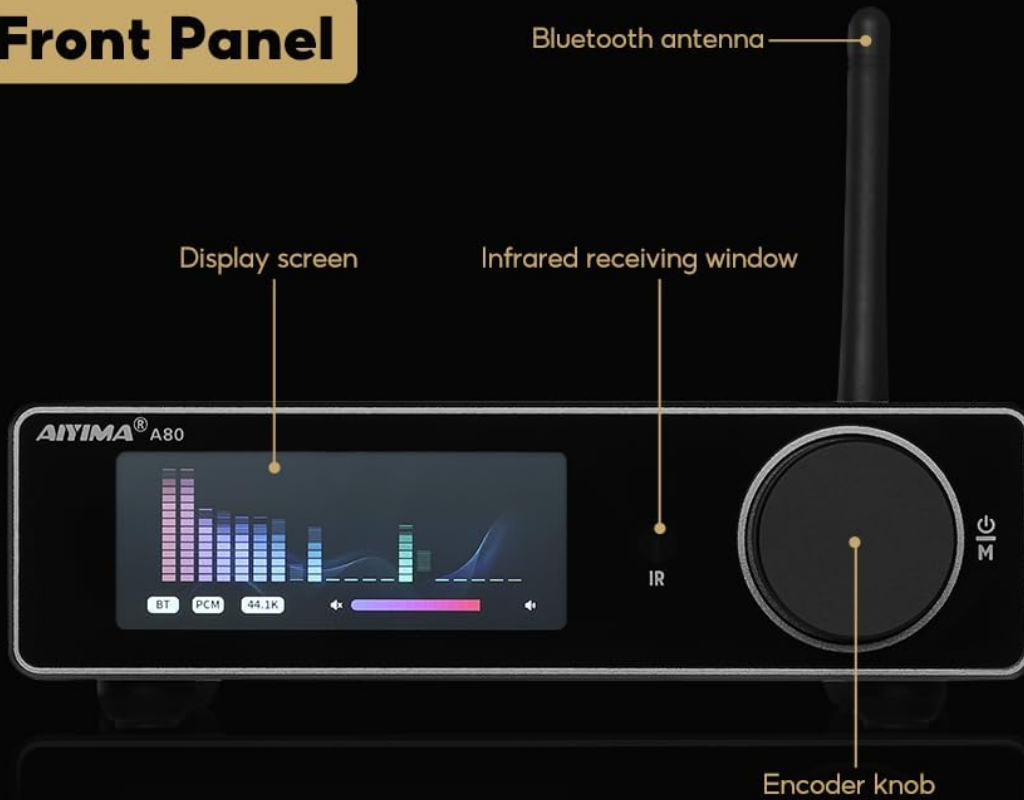 Front Panel
Bluetooth antenna
Display screen
Infrared receiving window
AIYIMA® A80
BT PCM 44.1K
IR
M
Encoder knob